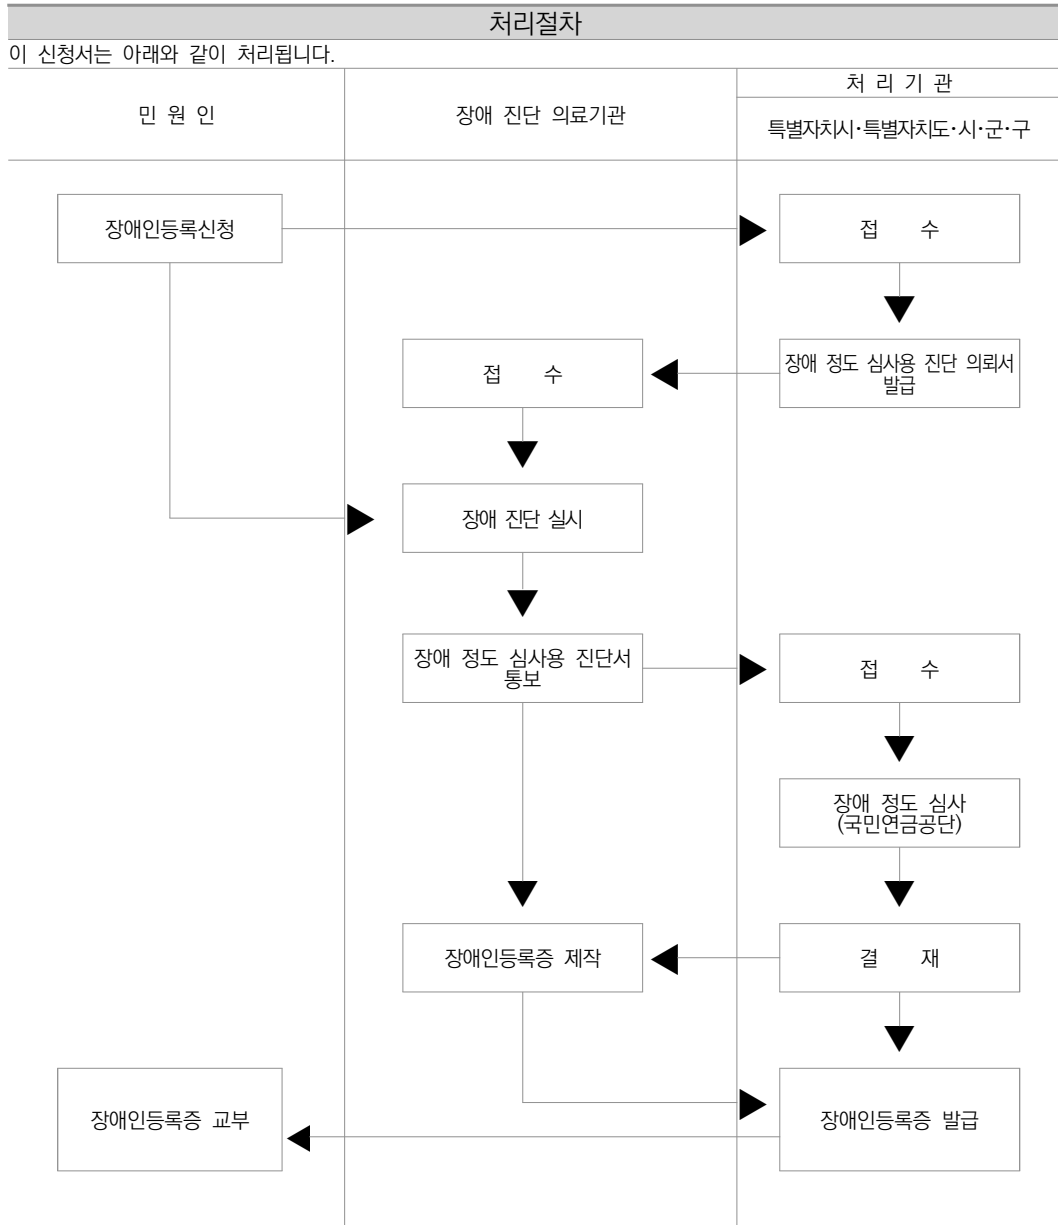 처리절차
이 신청서는 아래와 같이 처리됩니다.
민 원 인
장애 진단 의료기관
처 리 기 관
특별자치시·특별자치도·시·군·구
장애인등록신청
접 수
접 수
장애 정도 심사용 진단 의뢰서
발급
장애 진단 실시
장애 정도 심사용 진단서
통보
접 수
장애 정도 심사
(국민연금공단)
장애인등록증 제작
결 재
장애인등록증 교부
장애인등록증 발급